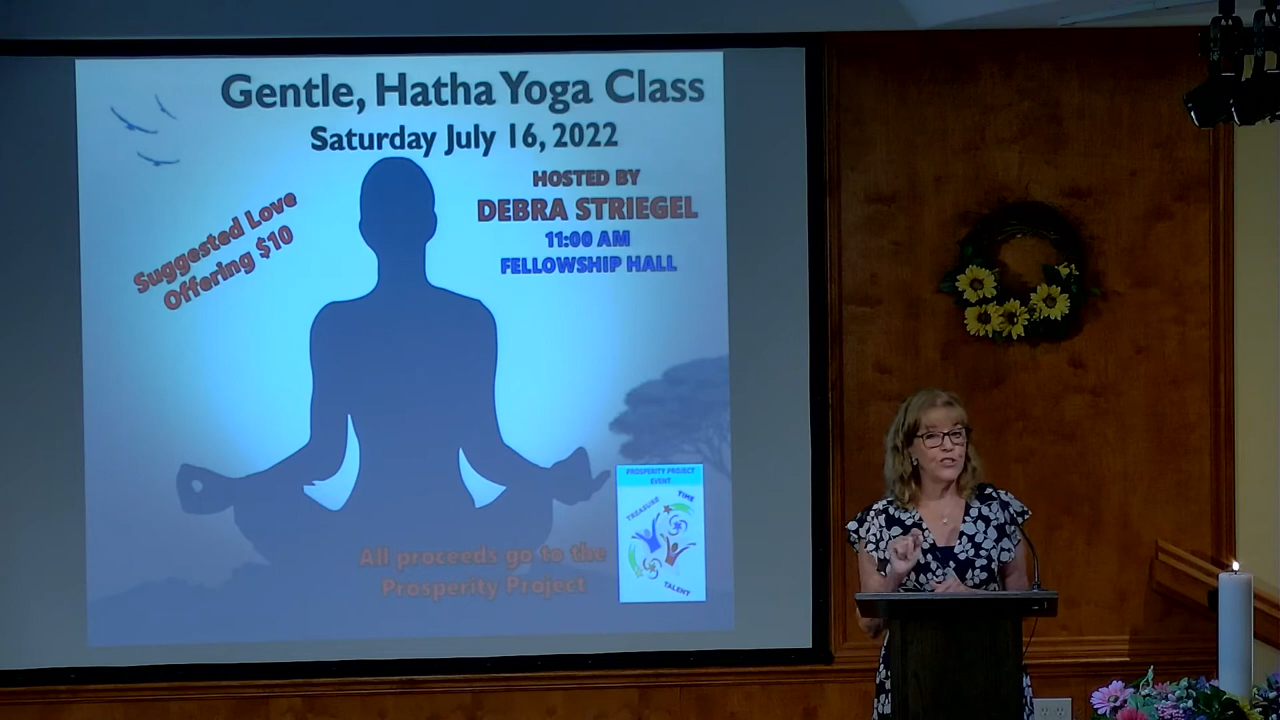 Gentle, Hatha Yoga Class
Saturday July 16, 2022
HOSTED BY
DEBRA STRIEGEL
11:00 AM
FELLOWSHIP HALL
Suggested Love
Offering $10
All proceeds go to the
Prosperity Project
PROSPERITY PROJECT
EVENT
TREASURE
TIME
TALENT